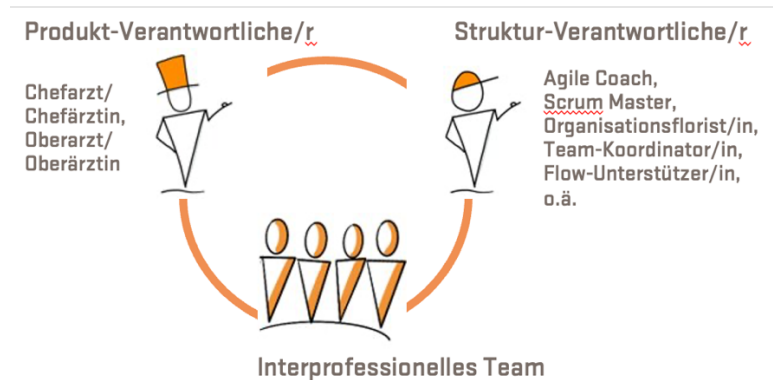 Produkt-Verantwortliche/r
Struktur-Verantwortliche/r
Chefarzt/
Chefärztin,
Oberarzt/
Oberärztin
Agile Coach,
Scrum Master,
Organisationsflorist/in,
Team-Koordinator/in,
Flow-Unterstützer/in,
o.ä.
Interprofessionelles Team